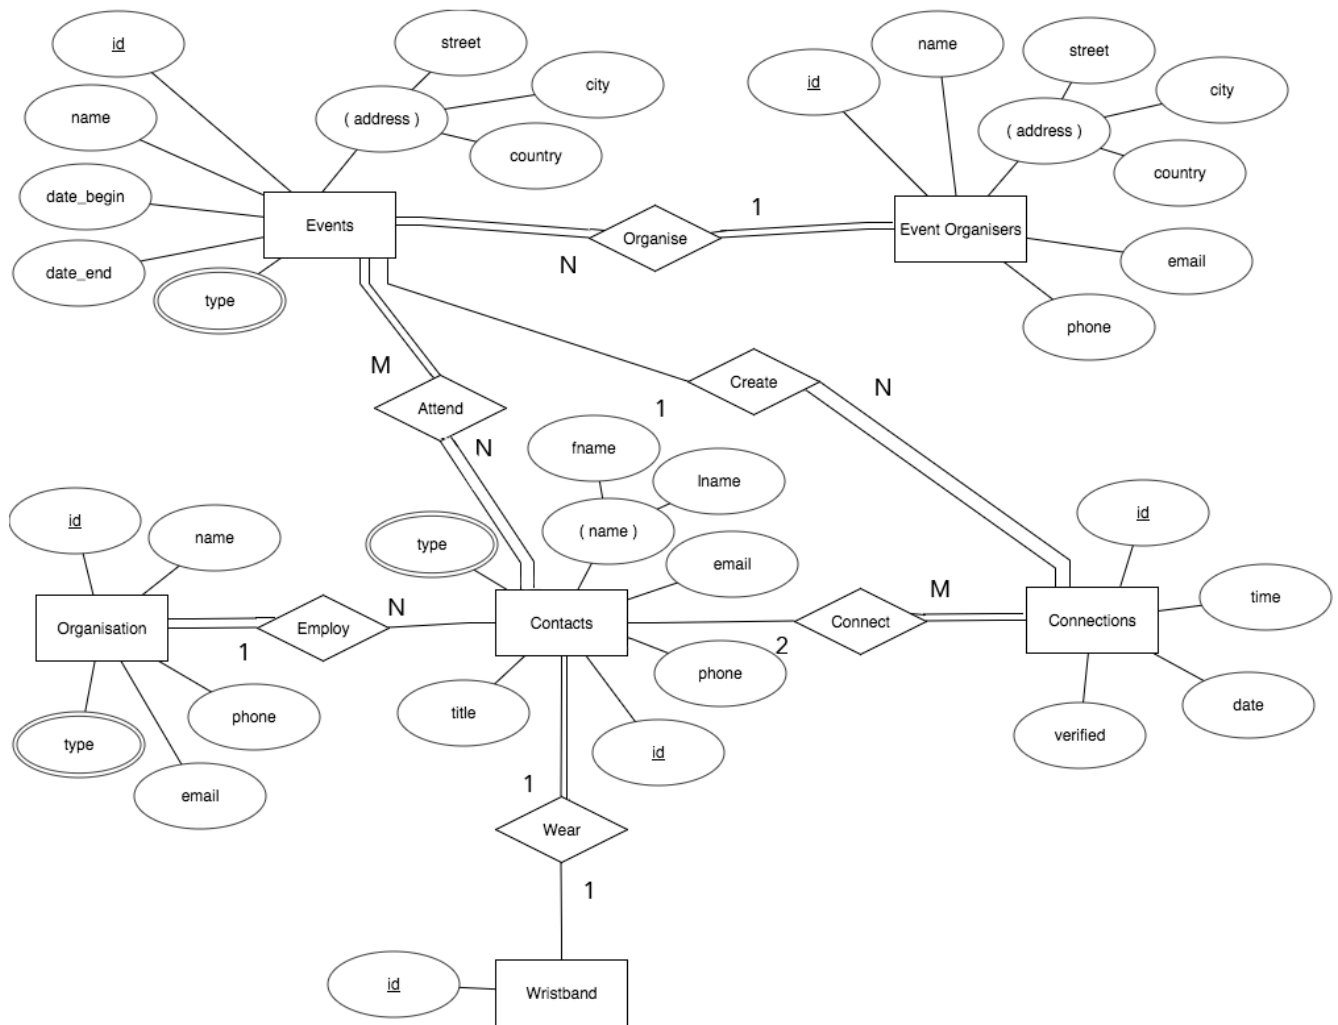 id
street
name
street
id
city
city
name
( address )
( address )
country
country
date_begin
1
Events
Organise
Event Organisers
date_end
N
email
type
phone
M
Create
N
Attend
1
N
fname
lname
id
name
type
( name )
id
email
time
Organisation
1
Employ
N
Contacts
2
Connect
M
Connections
phone
type
phone
title
id
verified
date
email
1
Wear
1
id
Wristband